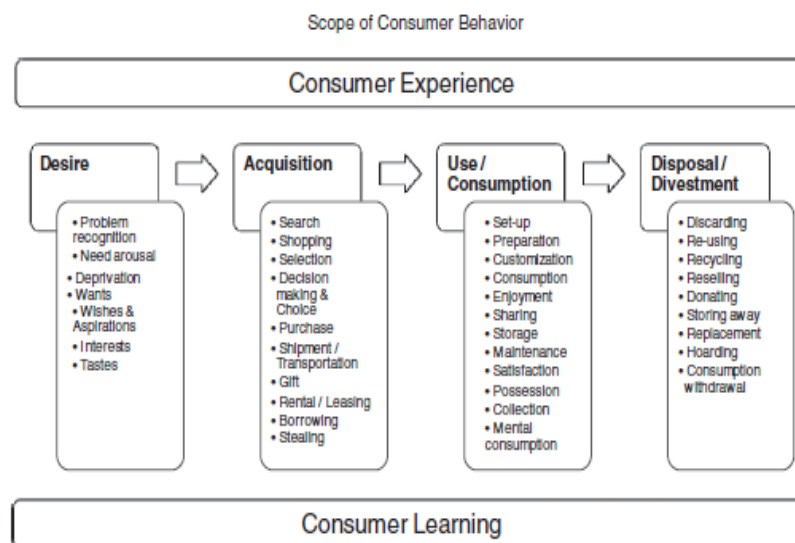 Scope of Consumer Behavior
Consumer Experience
Desire
• Problem
recognition
• Need arousal
• Deprivation
• Wants
• Wishes &
Aspirations
• Interests
• Tastes
Acquisition
• Search
• Shopping
• Selection
• Decision
making &
Choice
• Purchase
• Shipment /
Transportation
• Gift
• Rental / Leasing
• Borrowing
• Stealing
Use /
Consumption
• Set-up
• Preparation
• Customization
• Consumption
• Enjoyment
• Sharing
• Storage
• Maintenance
• Satisfaction
• Possession
• Collection
• Mental
consumption
Disposal /
Divestment
• Discarding
• Re-using
• Recycling
• Reselling
• Donating
• Storing away
• Replacement
• Hoarding
• Consumption
withdrawal
Consumer Learning